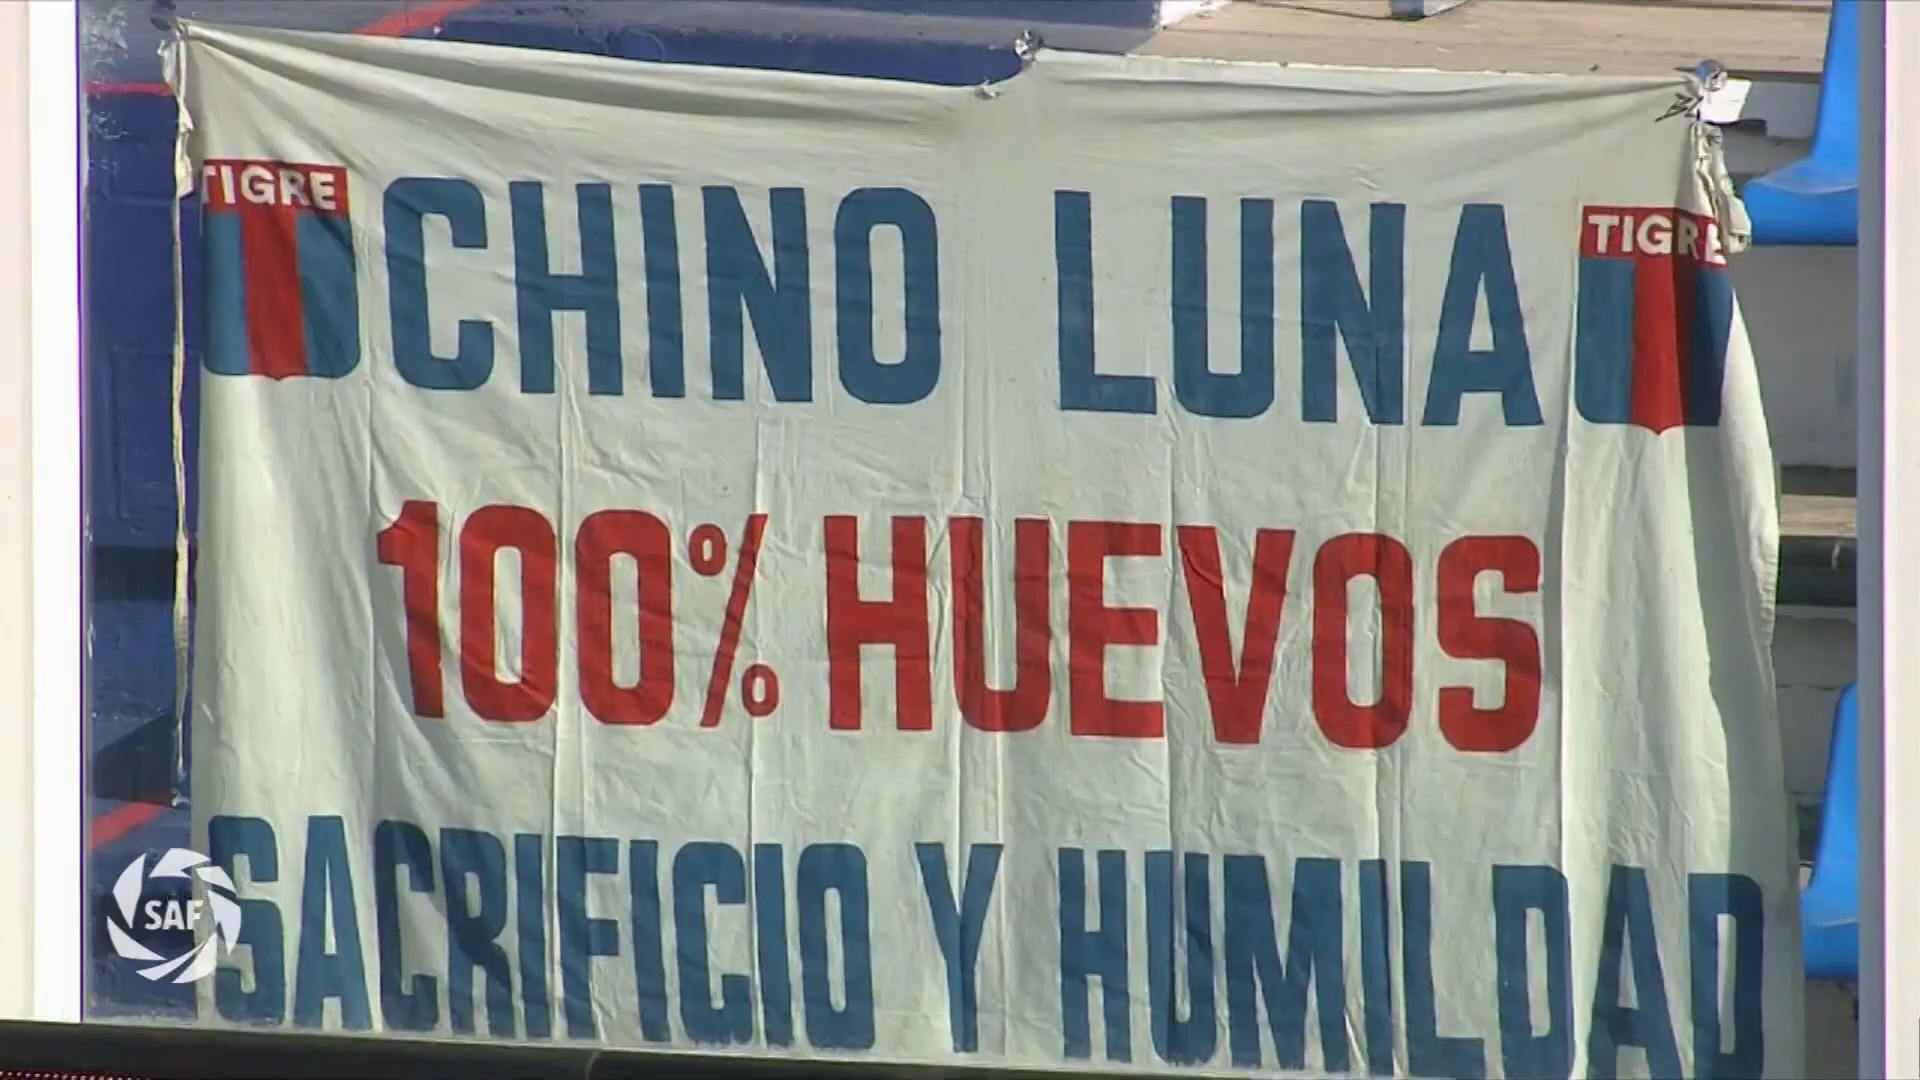 TIGRE CHINO LUNA TIGRE
100% HUEVOS
SACRIFICIO Y HUMILDAD
SAF